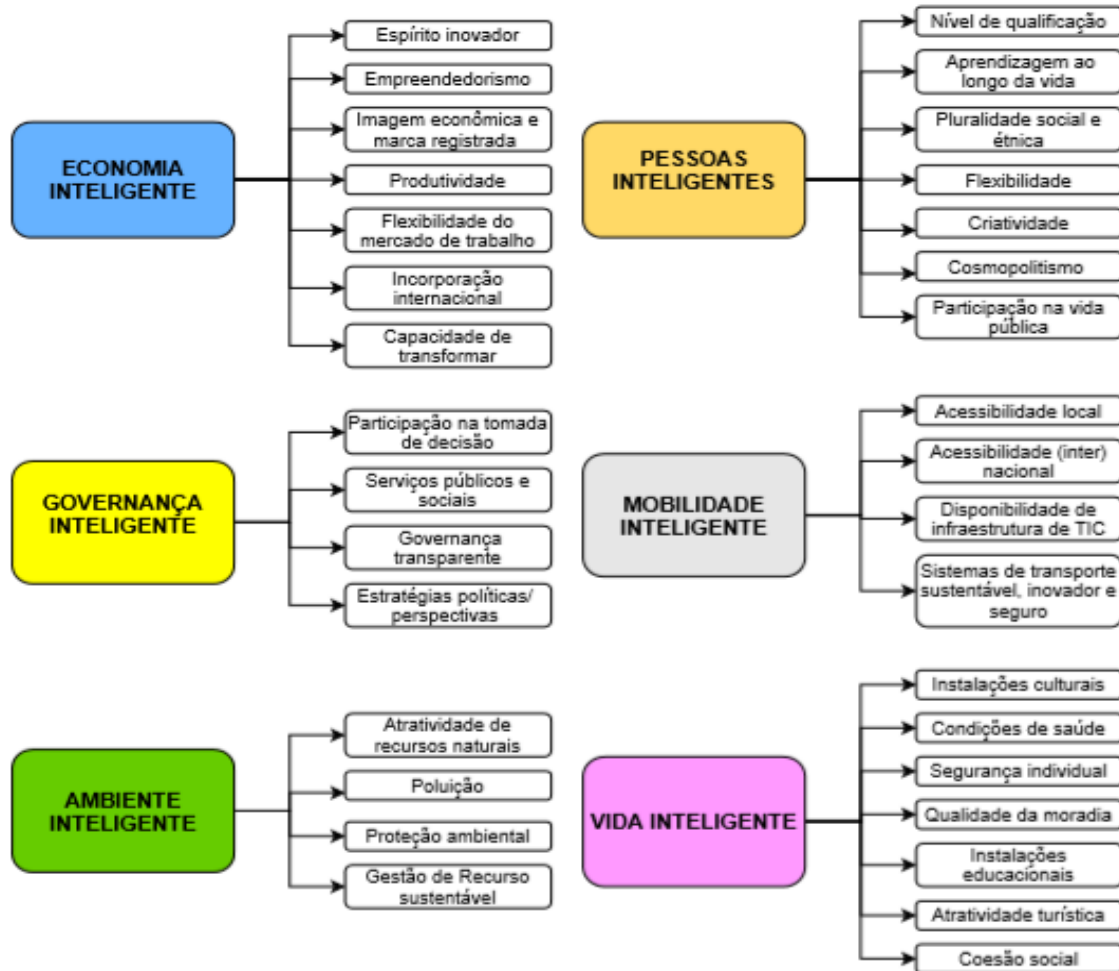 ECONOMIA
INTELIGENTE
Espírito inovador
Empreendedorismo
Imagem econômica e
marca registrada
Produtividade
Flexibilidade do
mercado de trabalho
Incorporação
internacional
Capacidade de
transformar
PESSOAS
INTELIGENTES
Nível de qualificação
Aprendizagem ao
longo da vida
Pluralidade social e
étnica
Flexibilidade
Criatividade
Cosmopolitismo
Participação na vida
pública
GOVERNANÇA
INTELIGENTE
Participação na tomada
de decisão
Serviços públicos e
sociais
Governança
transparente
Estratégias políticas/
perspectivas
MOBILIDADE
INTELIGENTE
Acessibilidade local
Acessibilidade (inter)
nacional
Disponibilidade de
infraestrutura de TIC
Sistemas de transporte
sustentável, inovador e
seguro
AMBIENTE
INTELIGENTE
Atratividade de
recursos naturais
Poluição
Proteção ambiental
Gestão de Recurso
sustentável
VIDA INTELIGENTE
Instalações culturais
Condições de saúde
Segurança individual
Qualidade da moradia
Instalações
educacionais
Atratividade turística
Coesão social